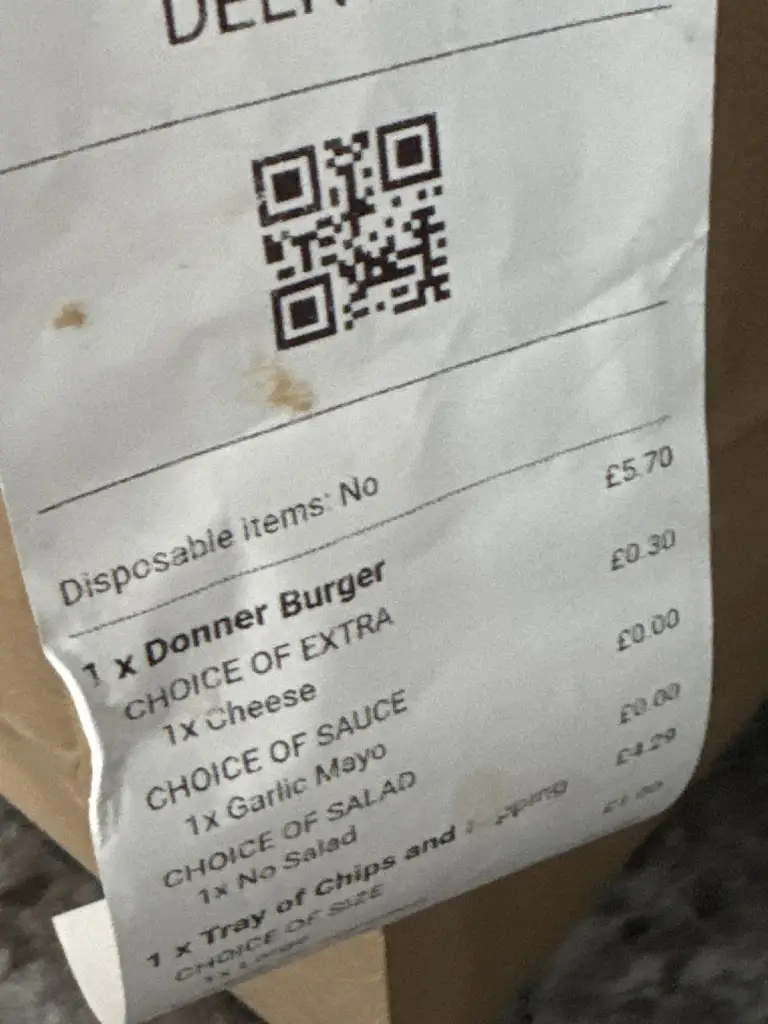 Disposable items: No
1 x Donner Burger £5.70
CHOICE OF EXTRA
1x Cheese £0.30
CHOICE OF SAUCE
1x Garlic Mayo £0.00
CHOICE OF SALAD
1x No Salad £0.00
1 x Tray of Chips and £4.29
CHOICE OF SIZE
1x Large